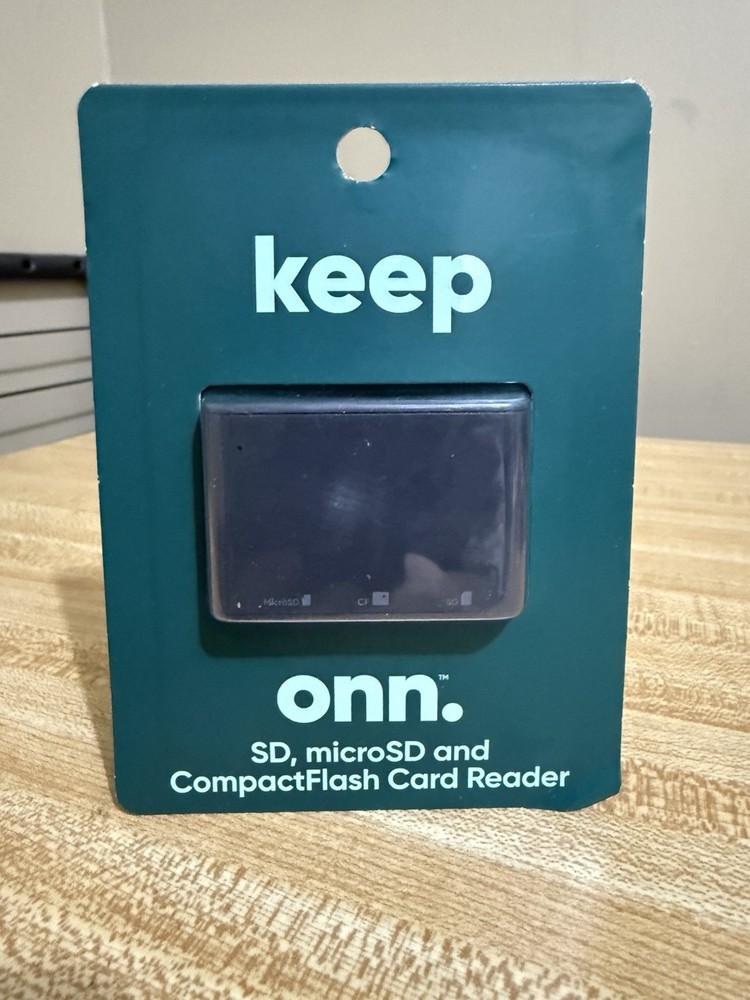 keep
MicroSD CF SD
onn.™
SD, microSD and
CompactFlash Card Reader